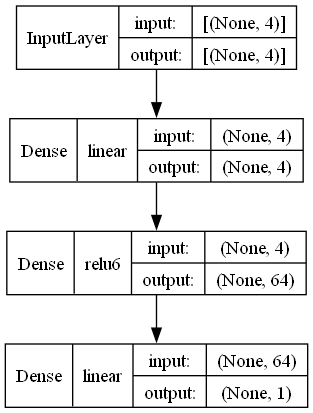 InputLayer input: [(None, 4)]
output: [(None, 4)]
Dense linear input: (None, 4)
output: (None, 4)
Dense relu6 input: (None, 4)
output: (None, 64)
Dense linear input: (None, 64)
output: (None, 1)